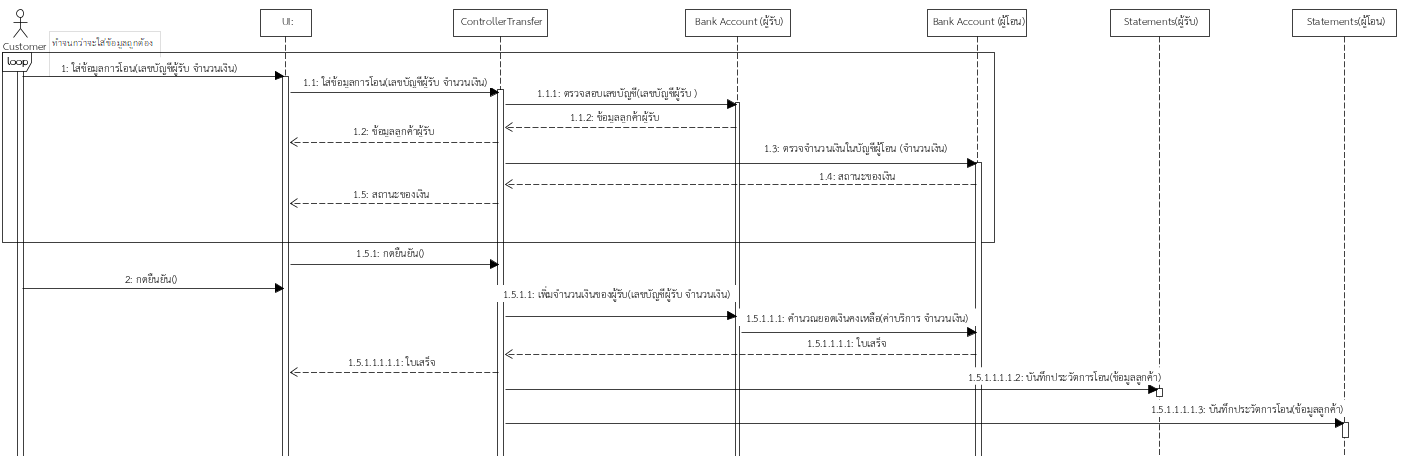 UI:
ControllerTransfer
Bank Account (ผู้รับ)
Bank Account (ผู้โอน)
Statements(ผู้รับ)
Statements(ผู้โอน)
Customer
ทำจนกว่าจะใส่ข้อมูลถูกต้อง
loop
1: ใส่ข้อมูลการโอน(เลขบัญชีผู้รับ จำนวนเงิน)
1.1: ใส่ข้อมูลการโอน(เลขบัญชีผู้รับ จำนวนเงิน)
1.1.1: ตรวจสอบเลขบัญชี(เลขบัญชีผู้รับ )
1.1.2: ข้อมูลลูกค้าผู้รับ
1.2: ข้อมูลลูกค้าผู้รับ
1.3: ตรวจจำนวนเงินในบัญชีผู้โอน (จำนวนเงิน)
1.4: สถานะของเงิน
1.5: สถานะของเงิน
1.5.1: กดยืนยัน()
2: กดยืนยัน()
1.5.1.1: เพิ่มจำนวนเงินของผู้รับ(เลขบัญชีผู้รับ จำนวนเงิน)
1.5.1.1.1: คำนวณยอดเงินคงเหลือ(ค่าบริการ จำนวนเงิน)
1.5.1.1.1.1: ใบเสร็จ
1.5.1.1.1.1.1: ใบเสร็จ
1.5.1.1.1.1.2: บันทึกประวัตการโอน(ข้อมูลลูกค้า)
1.5.1.1.1.1.3: บันทึกประวัตการโอน(ข้อมูลลูกค้า)